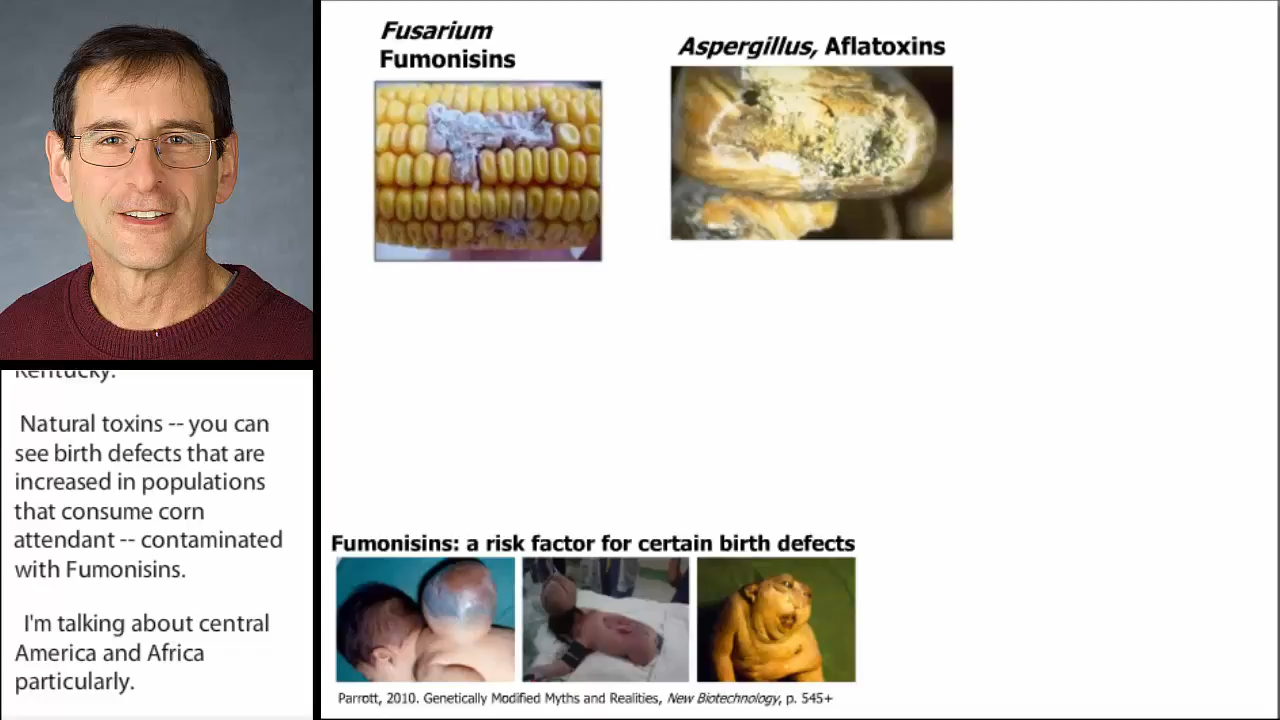 Fusarium
Fumonisins
Aspergillus, Aflatoxins
Kentucky.
Natural toxins -- you can
see birth defects that are
increased in populations
that consume corn
attendant -- contaminated
with Fumonisins.
I'm talking about central
America and Africa
particularly.
Fumonisins: a risk factor for certain birth defects
Parrott, 2010. Genetically Modified Myths and Realities, New Biotechnology, p. 545+